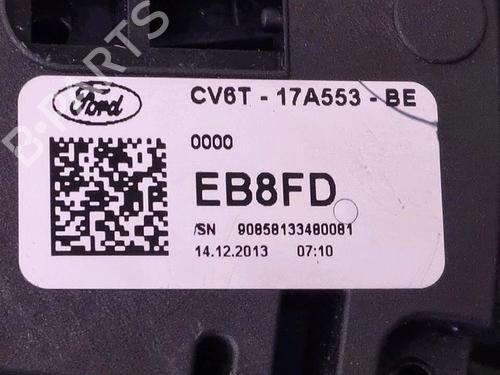 Ford
CV6T - 17A553 - BE
0000
EB8FD
/SN 90858133480081
14.12.2013 07:10
B-PARTS